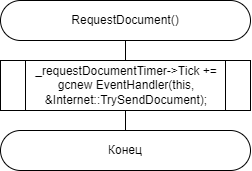 RequestDocument()
_requestDocumentTimer->Tick +=
gcnew EventHandler(this,
&Internet::TrySendDocument);
Конец